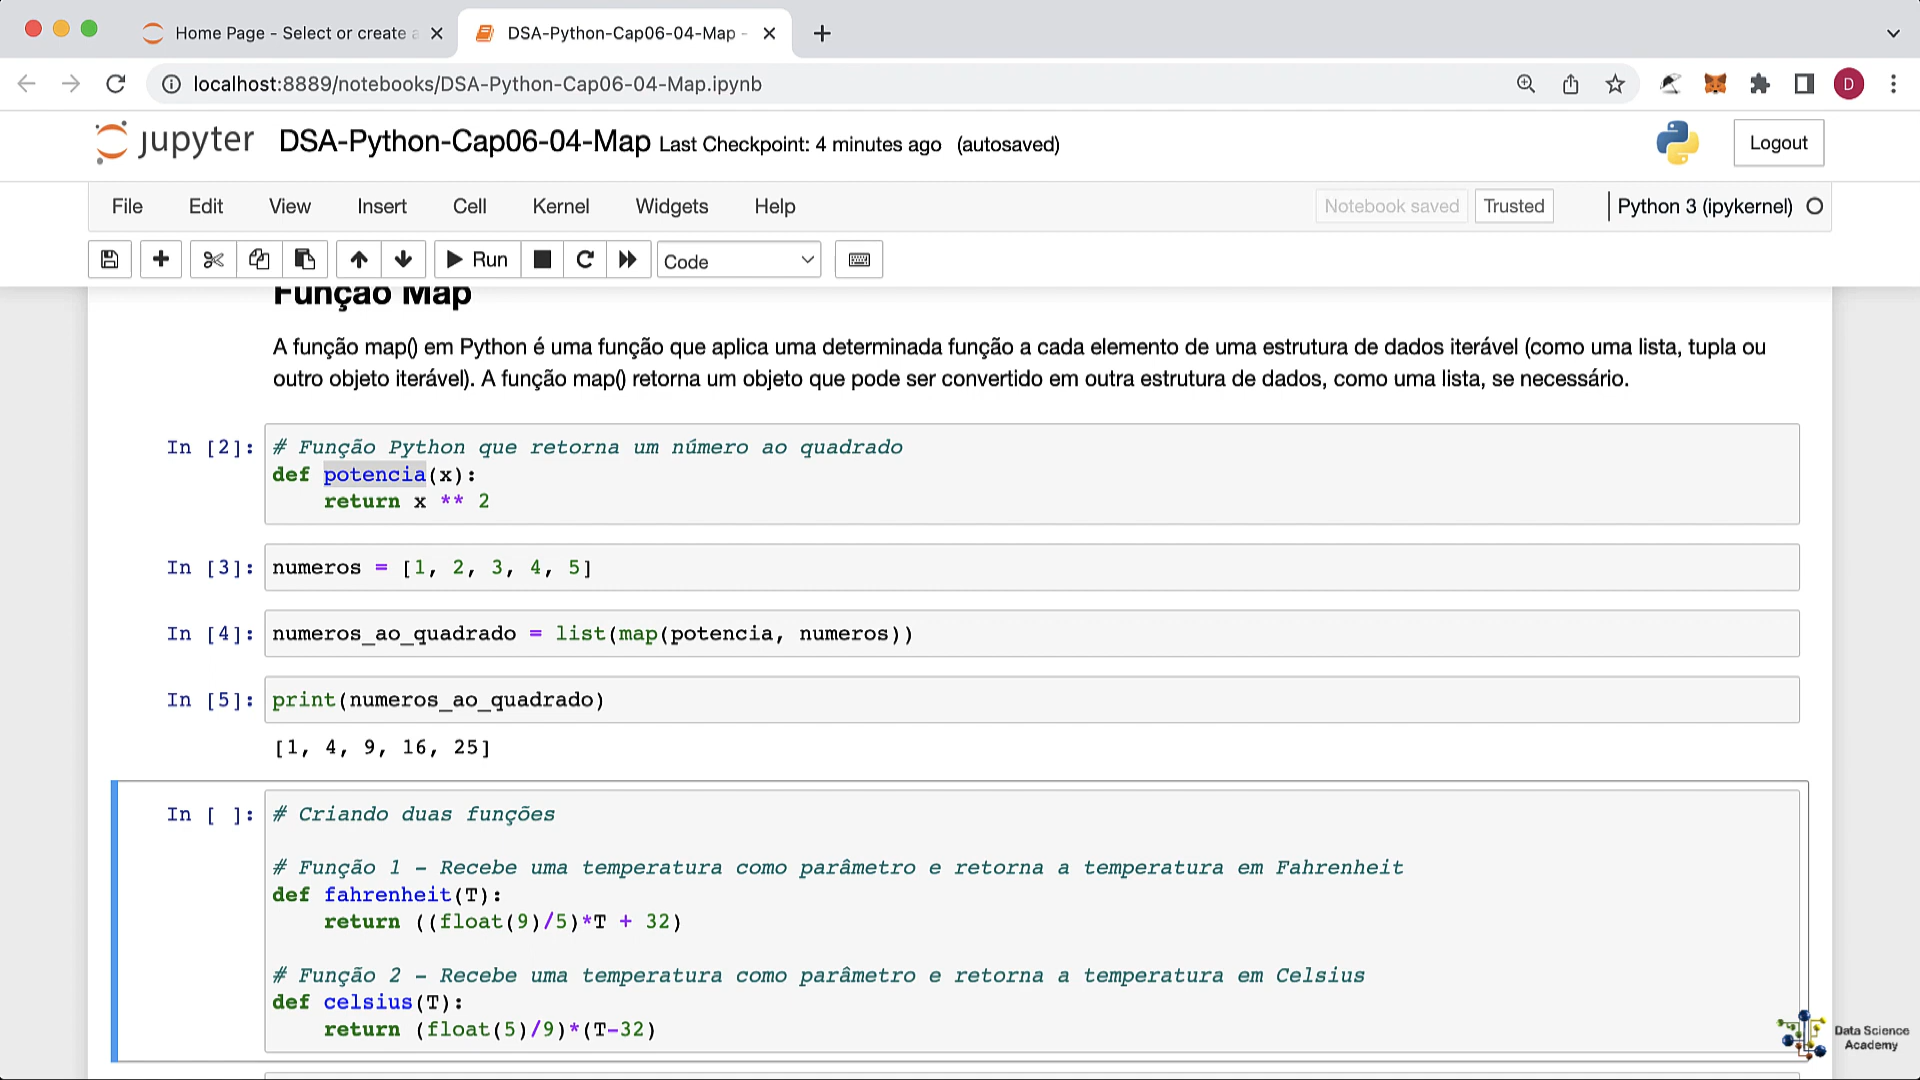 Home Page - Select or create a
DSA-Python-Cap06-04-Map -
localhost:8889/notebooks/DSA-Python-Cap06-04-Map.ipynb
D
jupyter DSA-Python-Cap06-04-Map Last Checkpoint: 4 minutes ago (autosaved)
Logout
File Edit View Insert Cell Kernel Widgets Help
Notebook saved Trusted Python 3 (ipykernel)
Run Code
Função Map
A função map() em Python é uma função que aplica uma determinada função a cada elemento de uma estrutura de dados iterável (como uma lista, tupla ou
outro objeto iterável). A função map() retorna um objeto que pode ser convertido em outra estrutura de dados, como uma lista, se necessário.
In [2]: # Função Python que retorna um número ao quadrado
def potencia(x):
    return x ** 2
In [3]: numeros = [1, 2, 3, 4, 5]
In [4]: numeros_ao_quadrado = list(map(potencia, numeros))
In [5]: print(numeros_ao_quadrado)
[1, 4, 9, 16, 25]
In [ ]: # Criando duas funções
# Função 1 - Recebe uma temperatura como parâmetro e retorna a temperatura em Fahrenheit
def fahrenheit(T):
    return ((float(9)/5)*T + 32)
# Função 2 - Recebe uma temperatura como parâmetro e retorna a temperatura em Celsius
def celsius(T):
    return (float(5)/9)*(T-32)
Data Science
Academy